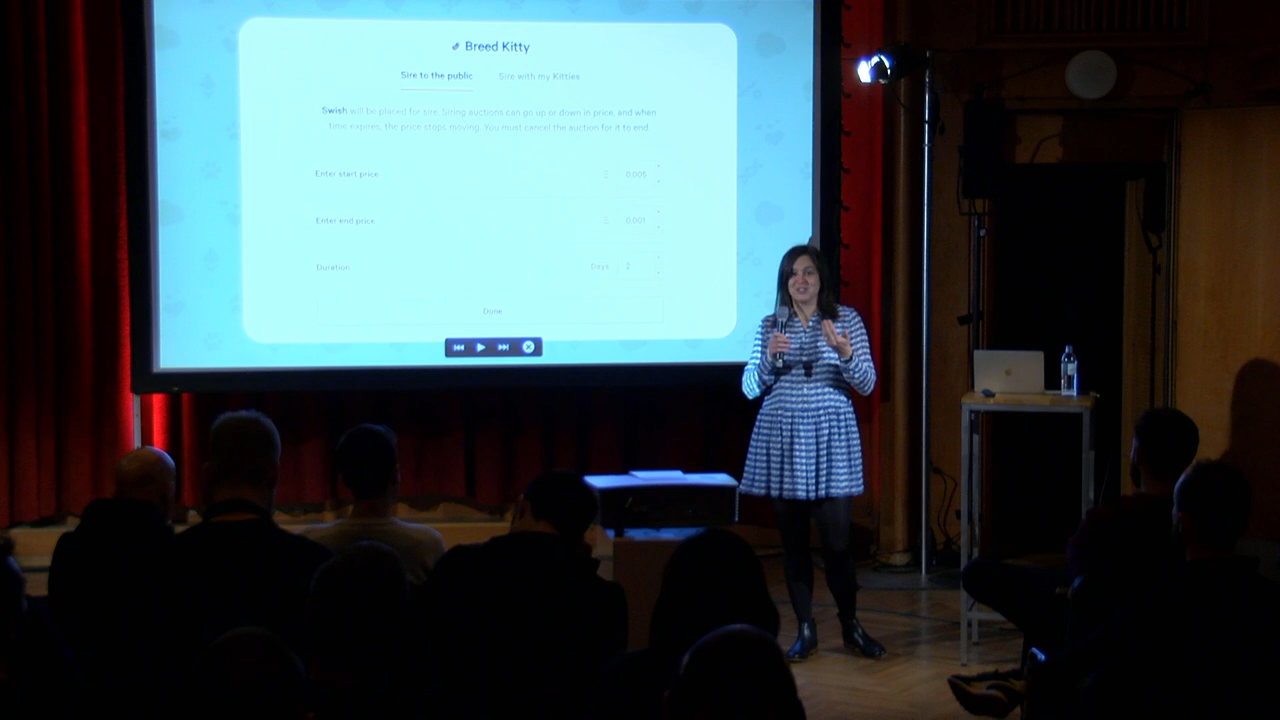 Breed Kitty
Sire to the public Sire with my Kitties
Swish will be placed for sire. Siring auctions can go up or down in price, and when
time expires, the price stops moving. You must cancel the auction for it to end.
Enter start price Ξ 0.005
Enter end price Ξ 0.001
Duration Days 2
Done